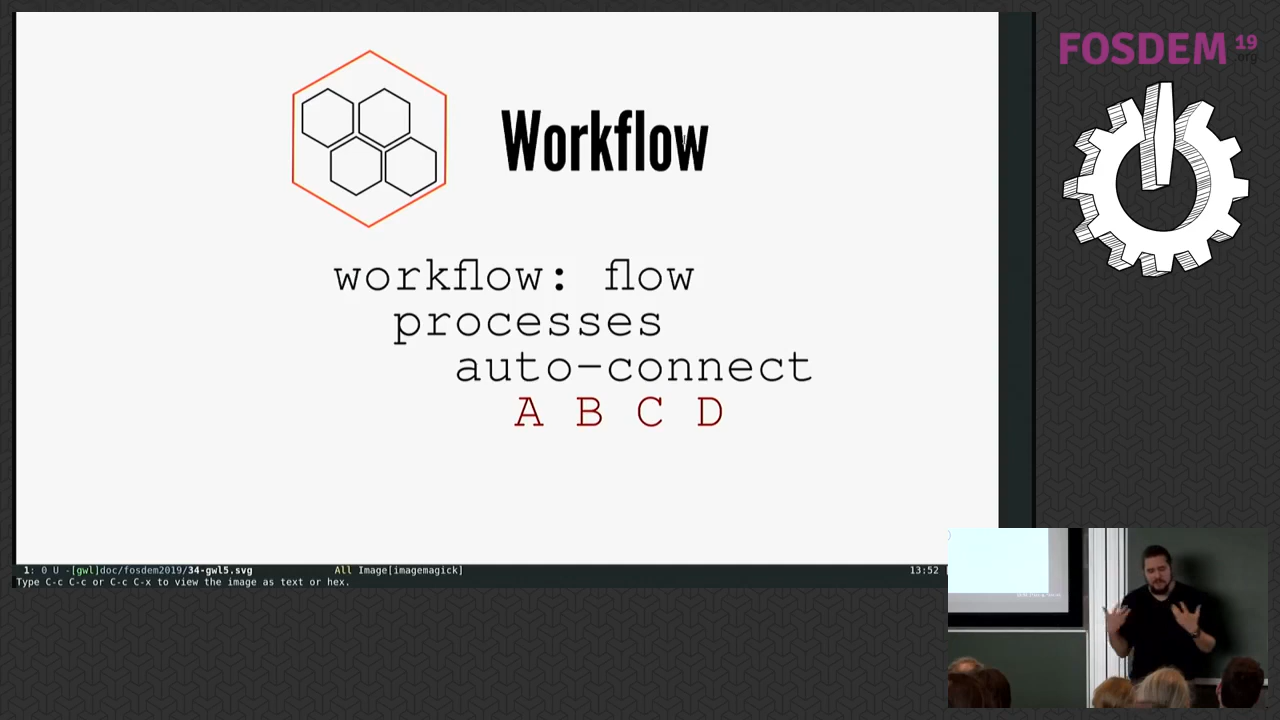 FOSDEM 19
.org
Workflow
workflow: flow
processes
auto-connect
A B C D
1: 0 U -[gwl]doc/fosdem2019/34-gwl5.svg All Image[imagemagick] 13:52
Type C-c C-c or C-c C-x to view the image as text or hex.